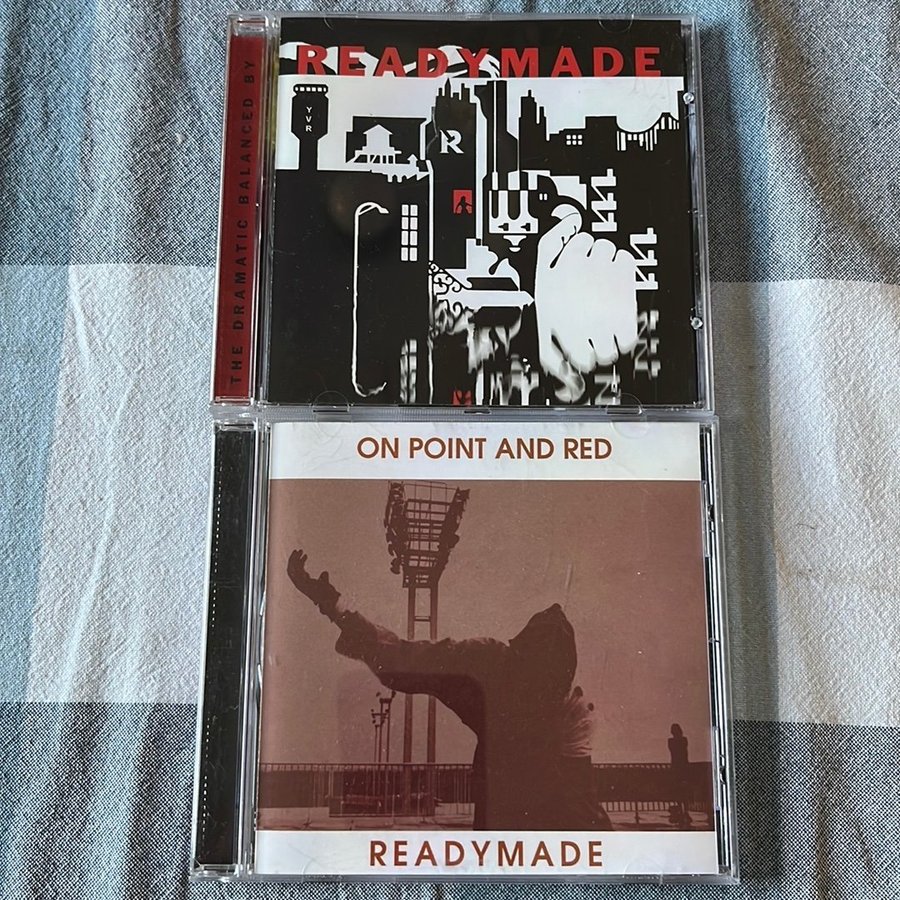 THE DRAMATIC BALANCED BY
READYMADE
YVR
R
ON POINT AND RED
READYMADE